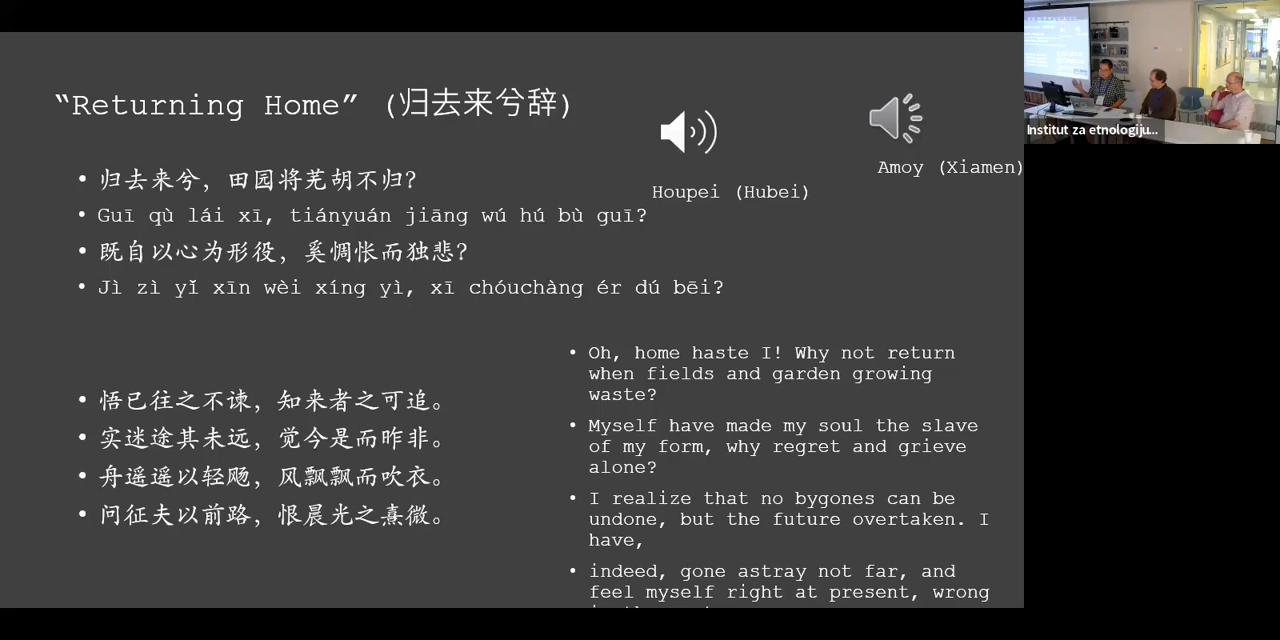 “Returning Home” (归去来兮辞)
Houpei (Hubei)
Amoy (Xiamen)
• 归去来兮，田园将芜胡不归？
• Guī qù lái xī, tiányuán jiāng wú hú bù guī?
• 既自以心为形役，奚惆怅而独悲？
• Jì zì yǐ xīn wèi xíng yì, xī chóuchàng ér dú bēi?
• 悟已往之不谏，知来者之可追。
• 实迷途其未远，觉今是而昨非。
• 舟遥遥以轻飏，风飘飘而吹衣。
• 问征夫以前路，恨晨光之熹微。
• Oh, home haste I! Why not return
when fields and garden growing
waste?
• Myself have made my soul the slave
of my form, why regret and grieve
alone?
• I realize that no bygones can be
undone, but the future overtaken. I
have,
• indeed, gone astray not far, and
feel myself right at present, wrong
Institut za etnologiju...